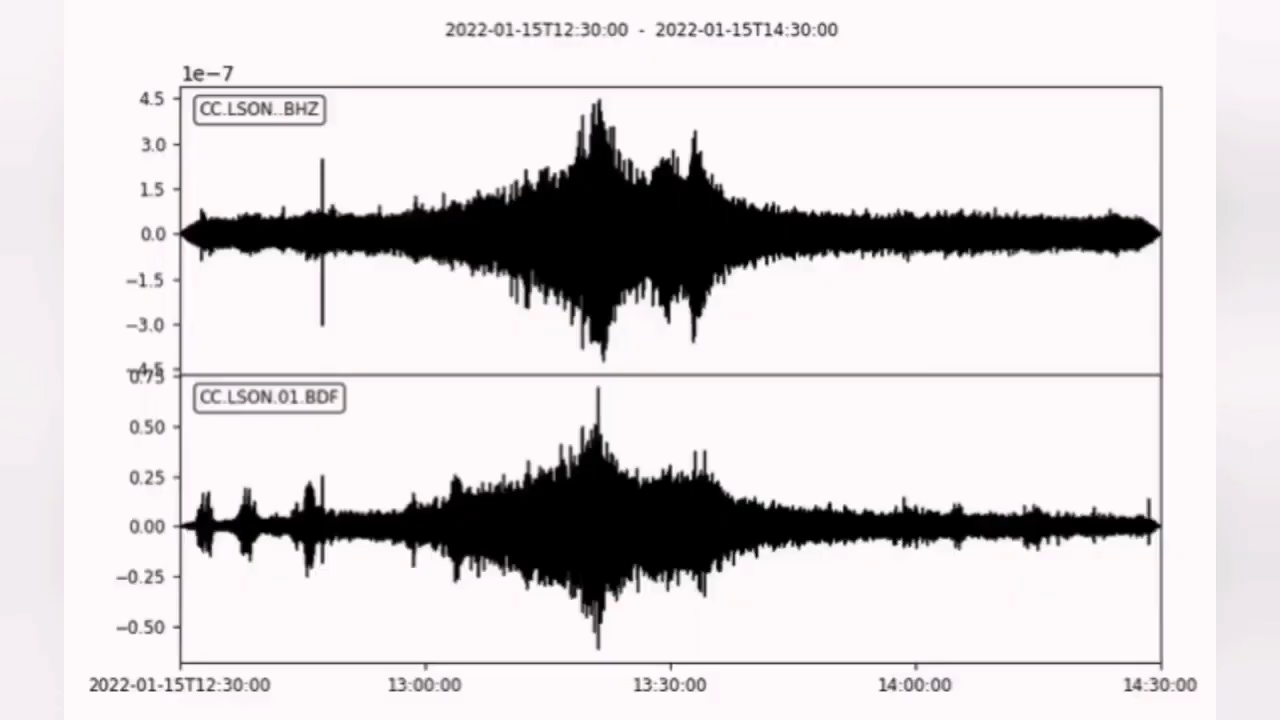 2022-01-15T12:30:00 - 2022-01-15T14:30:00
1e−7
CC.LSON..BHZ
4.5
3.0
1.5
0.0
−1.5
−3.0
−4.5
CC.LSON.01.BDF
0.75
0.50
0.25
0.00
−0.25
−0.50
2022-01-15T12:30:00 13:00:00 13:30:00 14:00:00 14:30:00